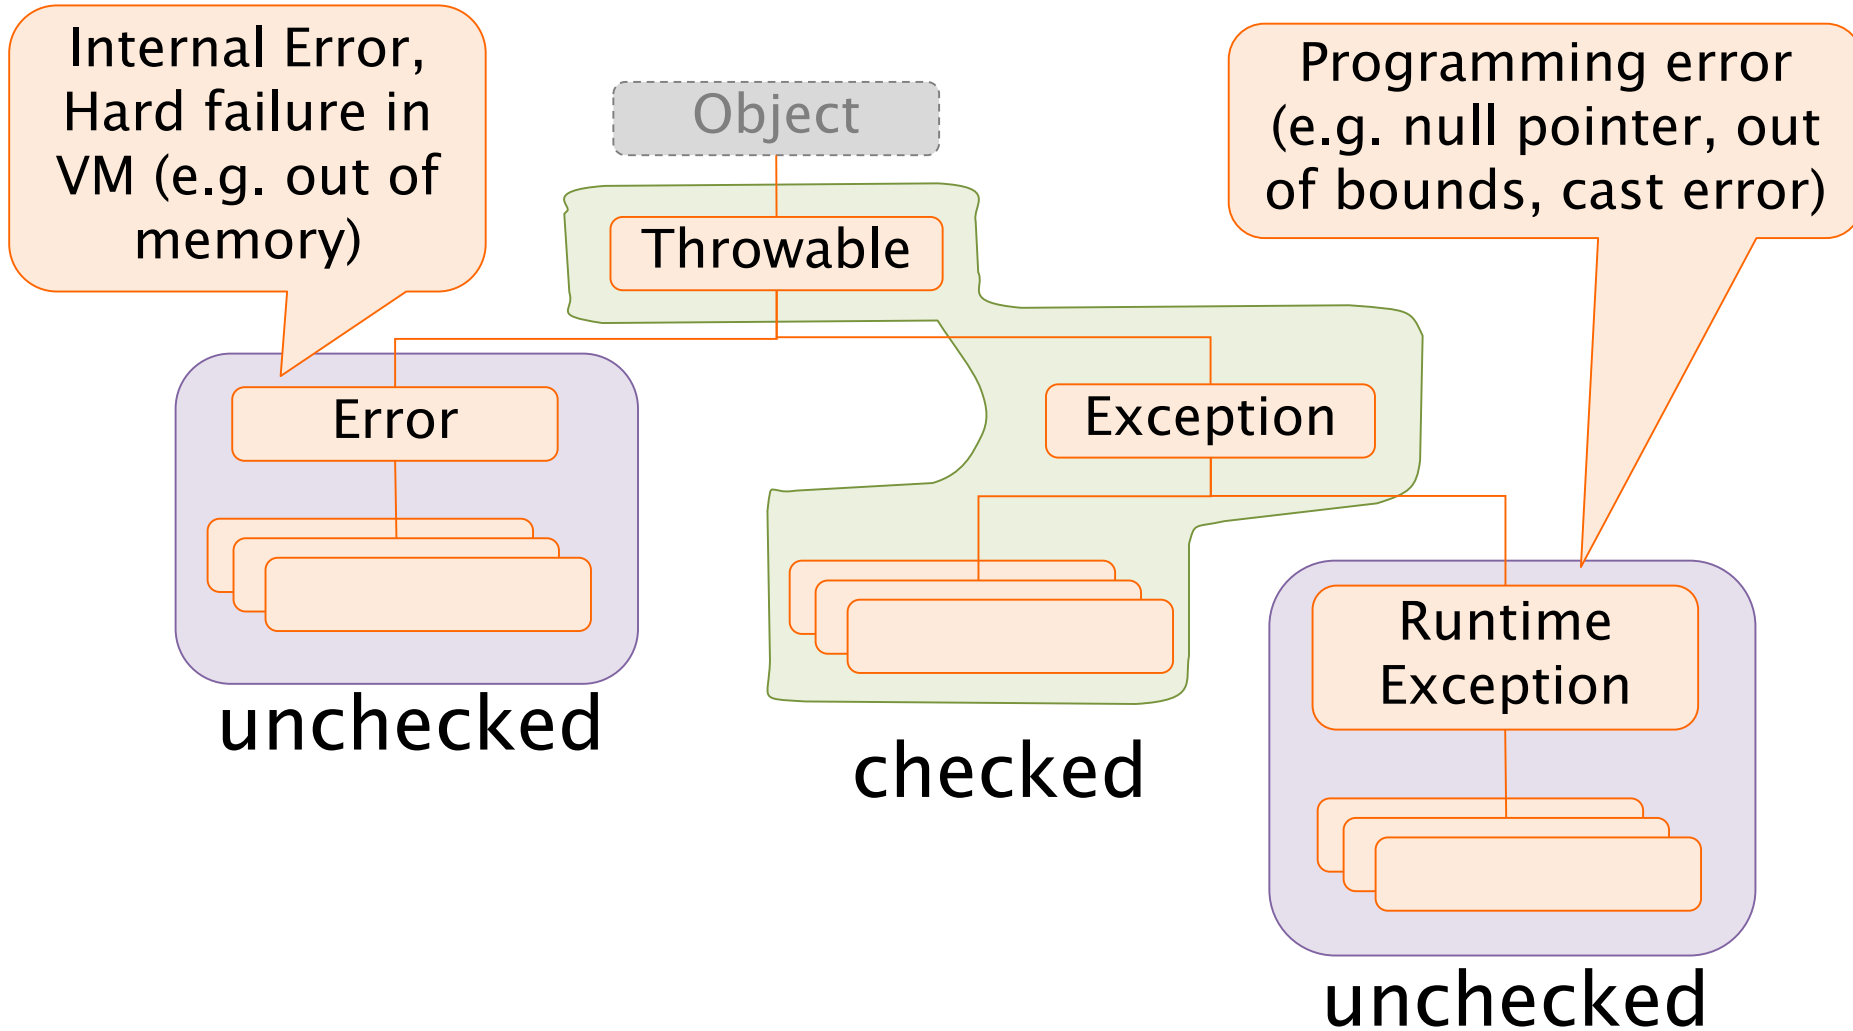 Internal Error,
Hard failure in
VM (e.g. out of
memory)
Object
Programming error
(e.g. null pointer, out
of bounds, cast error)
Throwable
Error
Exception
Runtime
Exception
unchecked
checked
unchecked